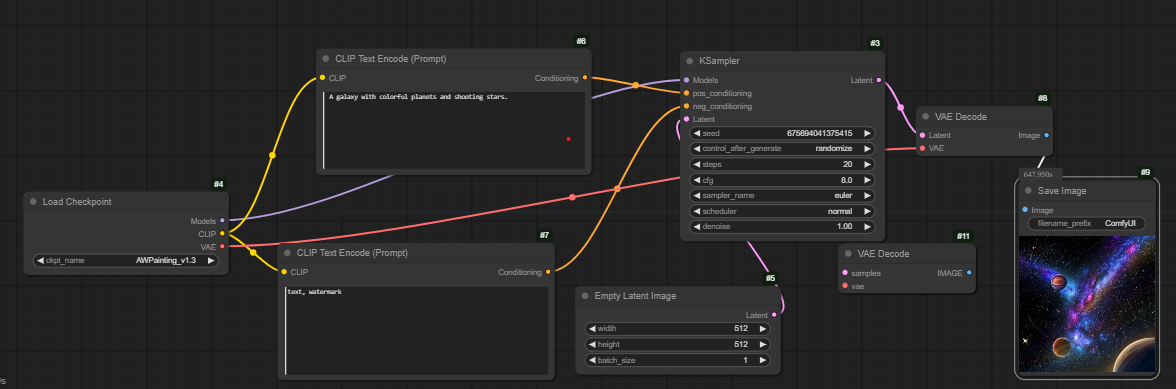 #4
Load Checkpoint
Models
CLIP
VAE
ckpt_name AWPainting_v1.3
#6
CLIP Text Encode (Prompt)
CLIP Conditioning
A galaxy with colorful planets and shooting stars.
#7
CLIP Text Encode (Prompt)
CLIP Conditioning
text, watermark
#3
KSampler
Models Latent
pos_conditioning
neg_conditioning
Latent
seed 675694041375415
control_after_generate randomize
steps 20
cfg 8.0
sampler_name euler
scheduler normal
denoise 1.00
#5
Empty Latent Image
Latent
width 512
height 512
batch_size 1
#8
VAE Decode
Latent Image
VAE
#11
VAE Decode
samples IMAGE
vae
647.950s
#9
Save Image
Image
filename_prefix ComfyUI